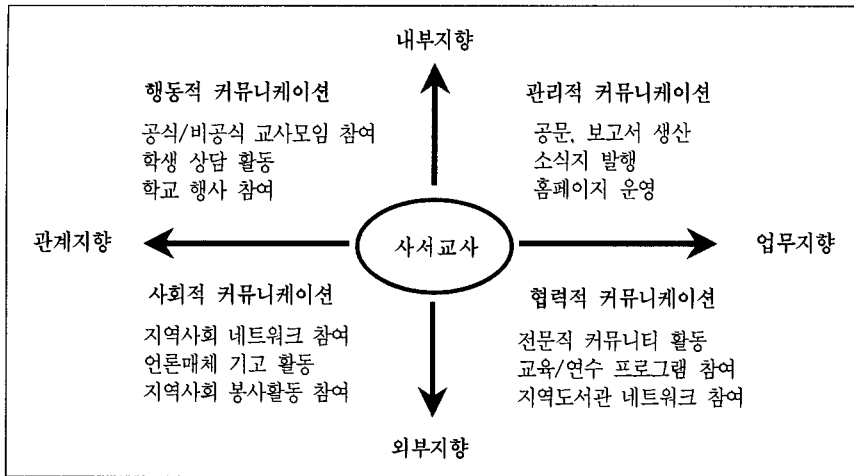 내부지향
행동적 커뮤니케이션
공식/비공식 교사모임 참여
학생 상담 활동
학교 행사 참여
관리적 커뮤니케이션
공문, 보고서 생산
소식지 발행
홈페이지 운영
관계지향
사서교사
업무지향
사회적 커뮤니케이션
지역사회 네트워크 참여
언론매체 기고 활동
지역사회 봉사활동 참여
협력적 커뮤니케이션
전문직 커뮤니티 활동
교육/연수 프로그램 참여
지역도서관 네트워크 참여
외부지향